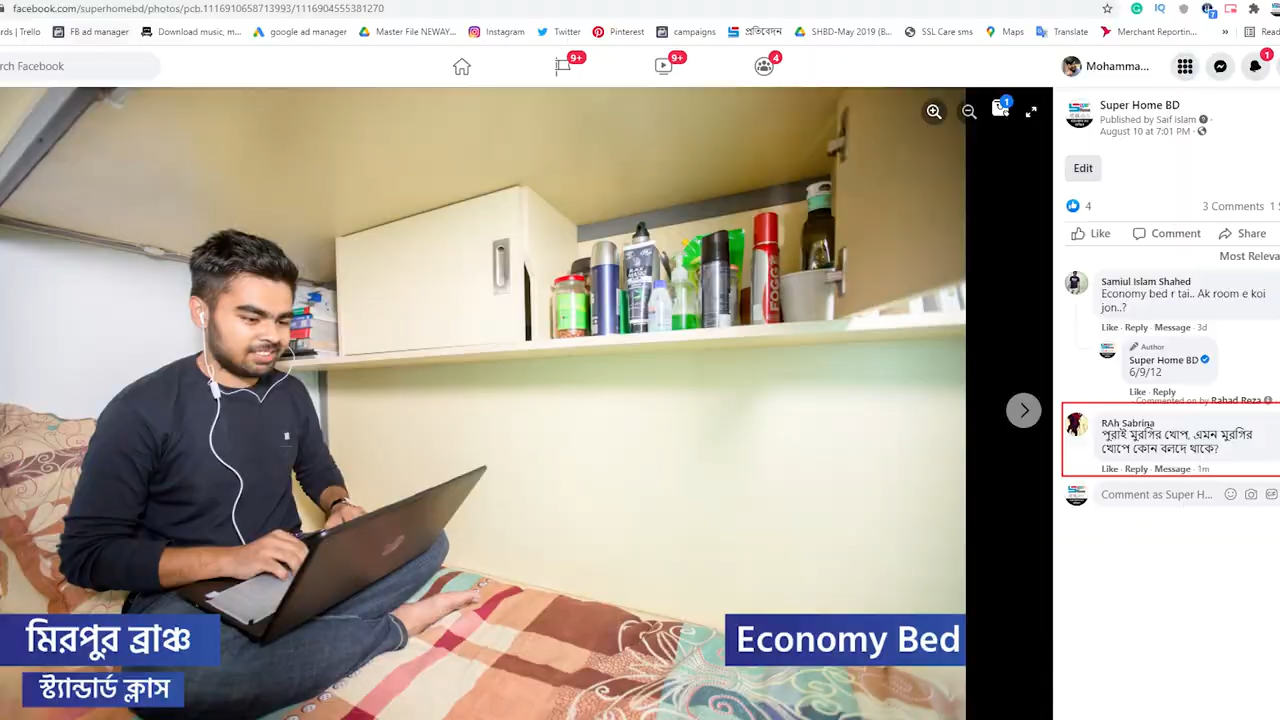 facebook.com/superhomebd/photos/pcb.1116910658713993/1116904555381270
rds | Trello
FB ad manager
Download music, m...
google ad manager
Master File NEWAY...
Instagram
Twitter
Pinterest
campaigns
প্রতিবেদন
SHBD-May 2019 (B...
SSL Care sms
Maps
Translate
Merchant Reporting...
»
Read
rch Facebook
9+
9+
4
Mohamma...
1
1
Super Home BD
Published by Saif Islam
August 10 at 7:01 PM ·
Edit
4
3 Comments 1
Like Comment Share
Most Releva
Samiul Islam Shahed
Economy bed r tai.. Ak room e koi
jon..?
Like · Reply · Message · 3d
Author
Super Home BD
6/9/12
Like · Reply
Commented on by Rahad Reza
RAh Sabrina
পুরাই মুরগির খোপ, এমন মুরগির
খোপে কোন বলদে থাকে?
Like · Reply · Message · 1m
Comment as Super H...
FOGG
মিরপুর ব্রাঞ্চ
স্ট্যান্ডার্ড ক্লাস
Economy Bed